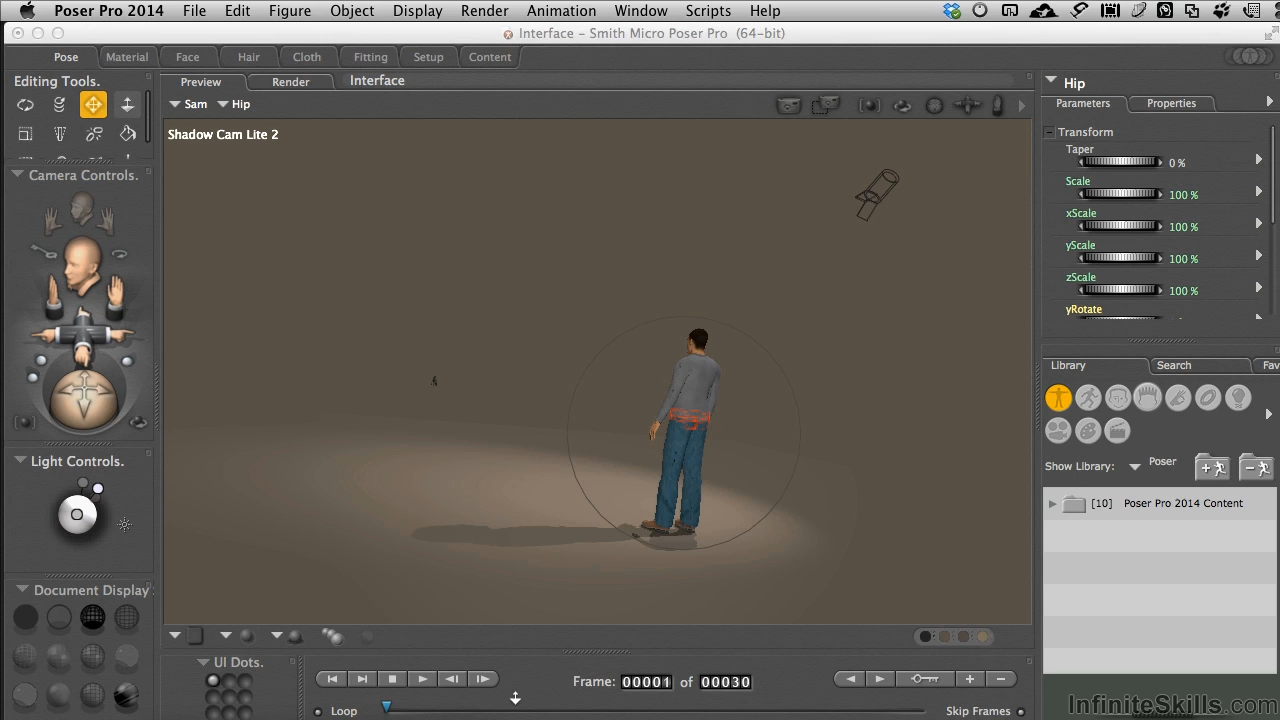 Poser Pro 2014 File Edit Figure Object Display Render Animation Window Scripts Help
Interface - Smith Micro Poser Pro (64-bit)
Pose Material Face Hair Cloth Fitting Setup Content
Editing Tools.
Preview Render Interface
Sam Hip
Shadow Cam Lite 2
Camera Controls.
Light Controls.
Document Display
UI Dots.
Frame: 00001 of 00030
Loop
Skip Frames
Hip
Parameters Properties
Transform
Taper
0 %
Scale
100 %
xScale
100 %
yScale
100 %
zScale
100 %
yRotate
Library Search Fav
Show Library: Poser
[10] Poser Pro 2014 Content
InfiniteSkills.com